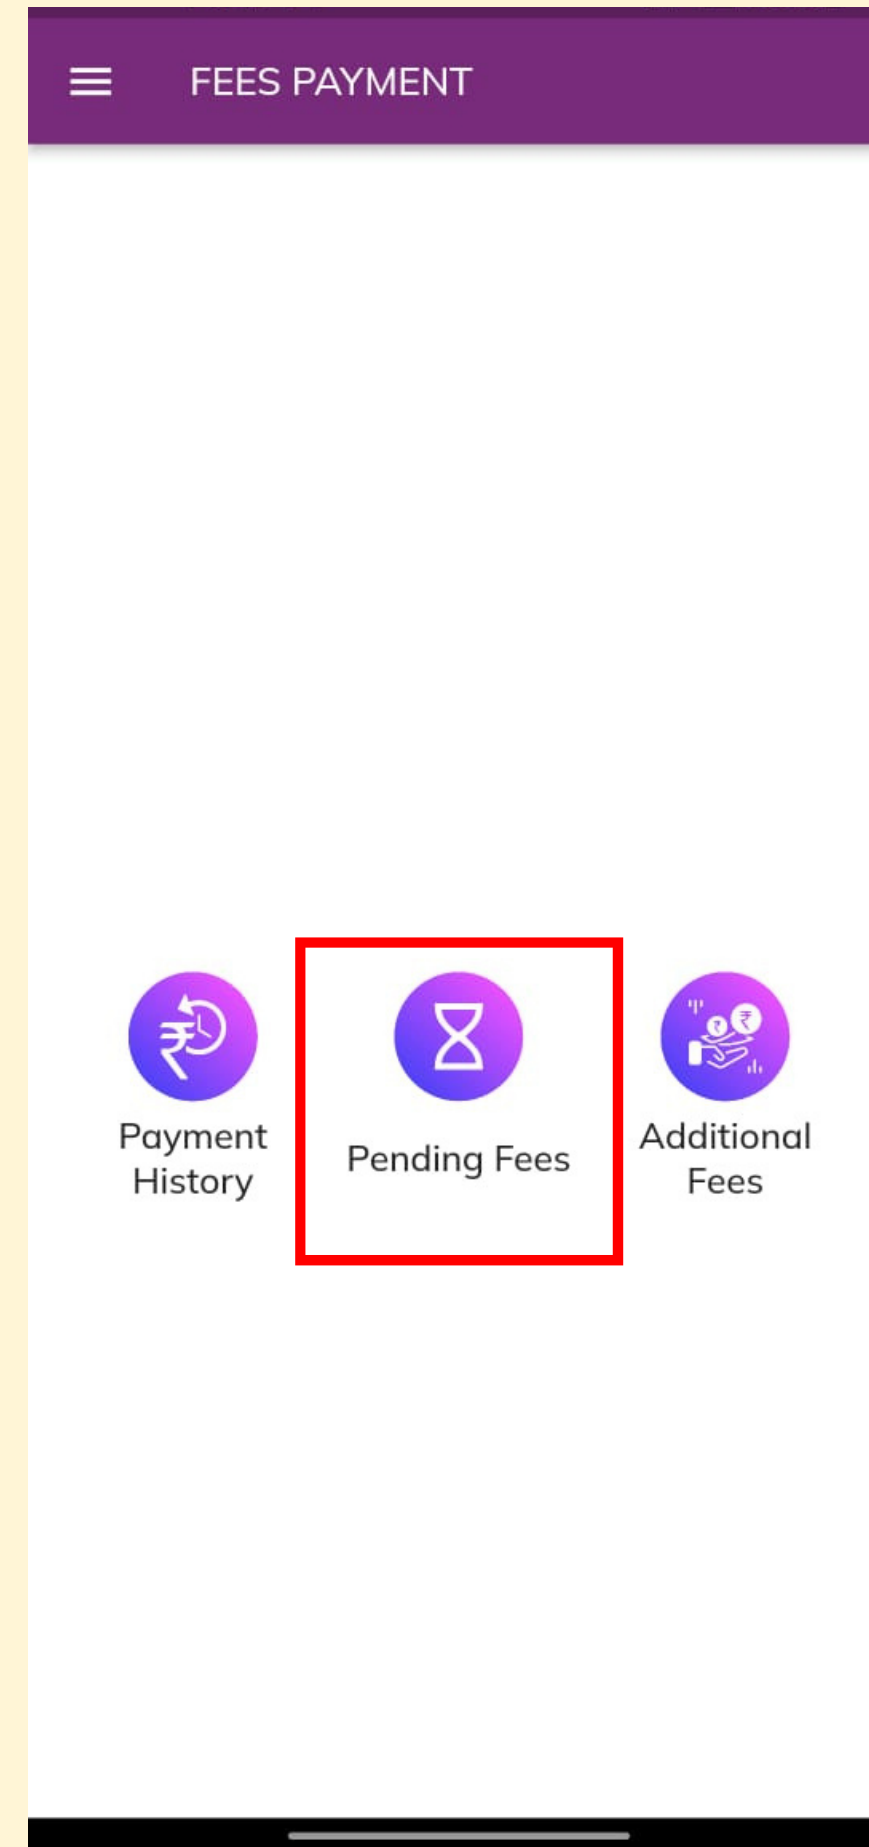 FEES PAYMENT
Payment
History
Pending Fees
Additional
Fees